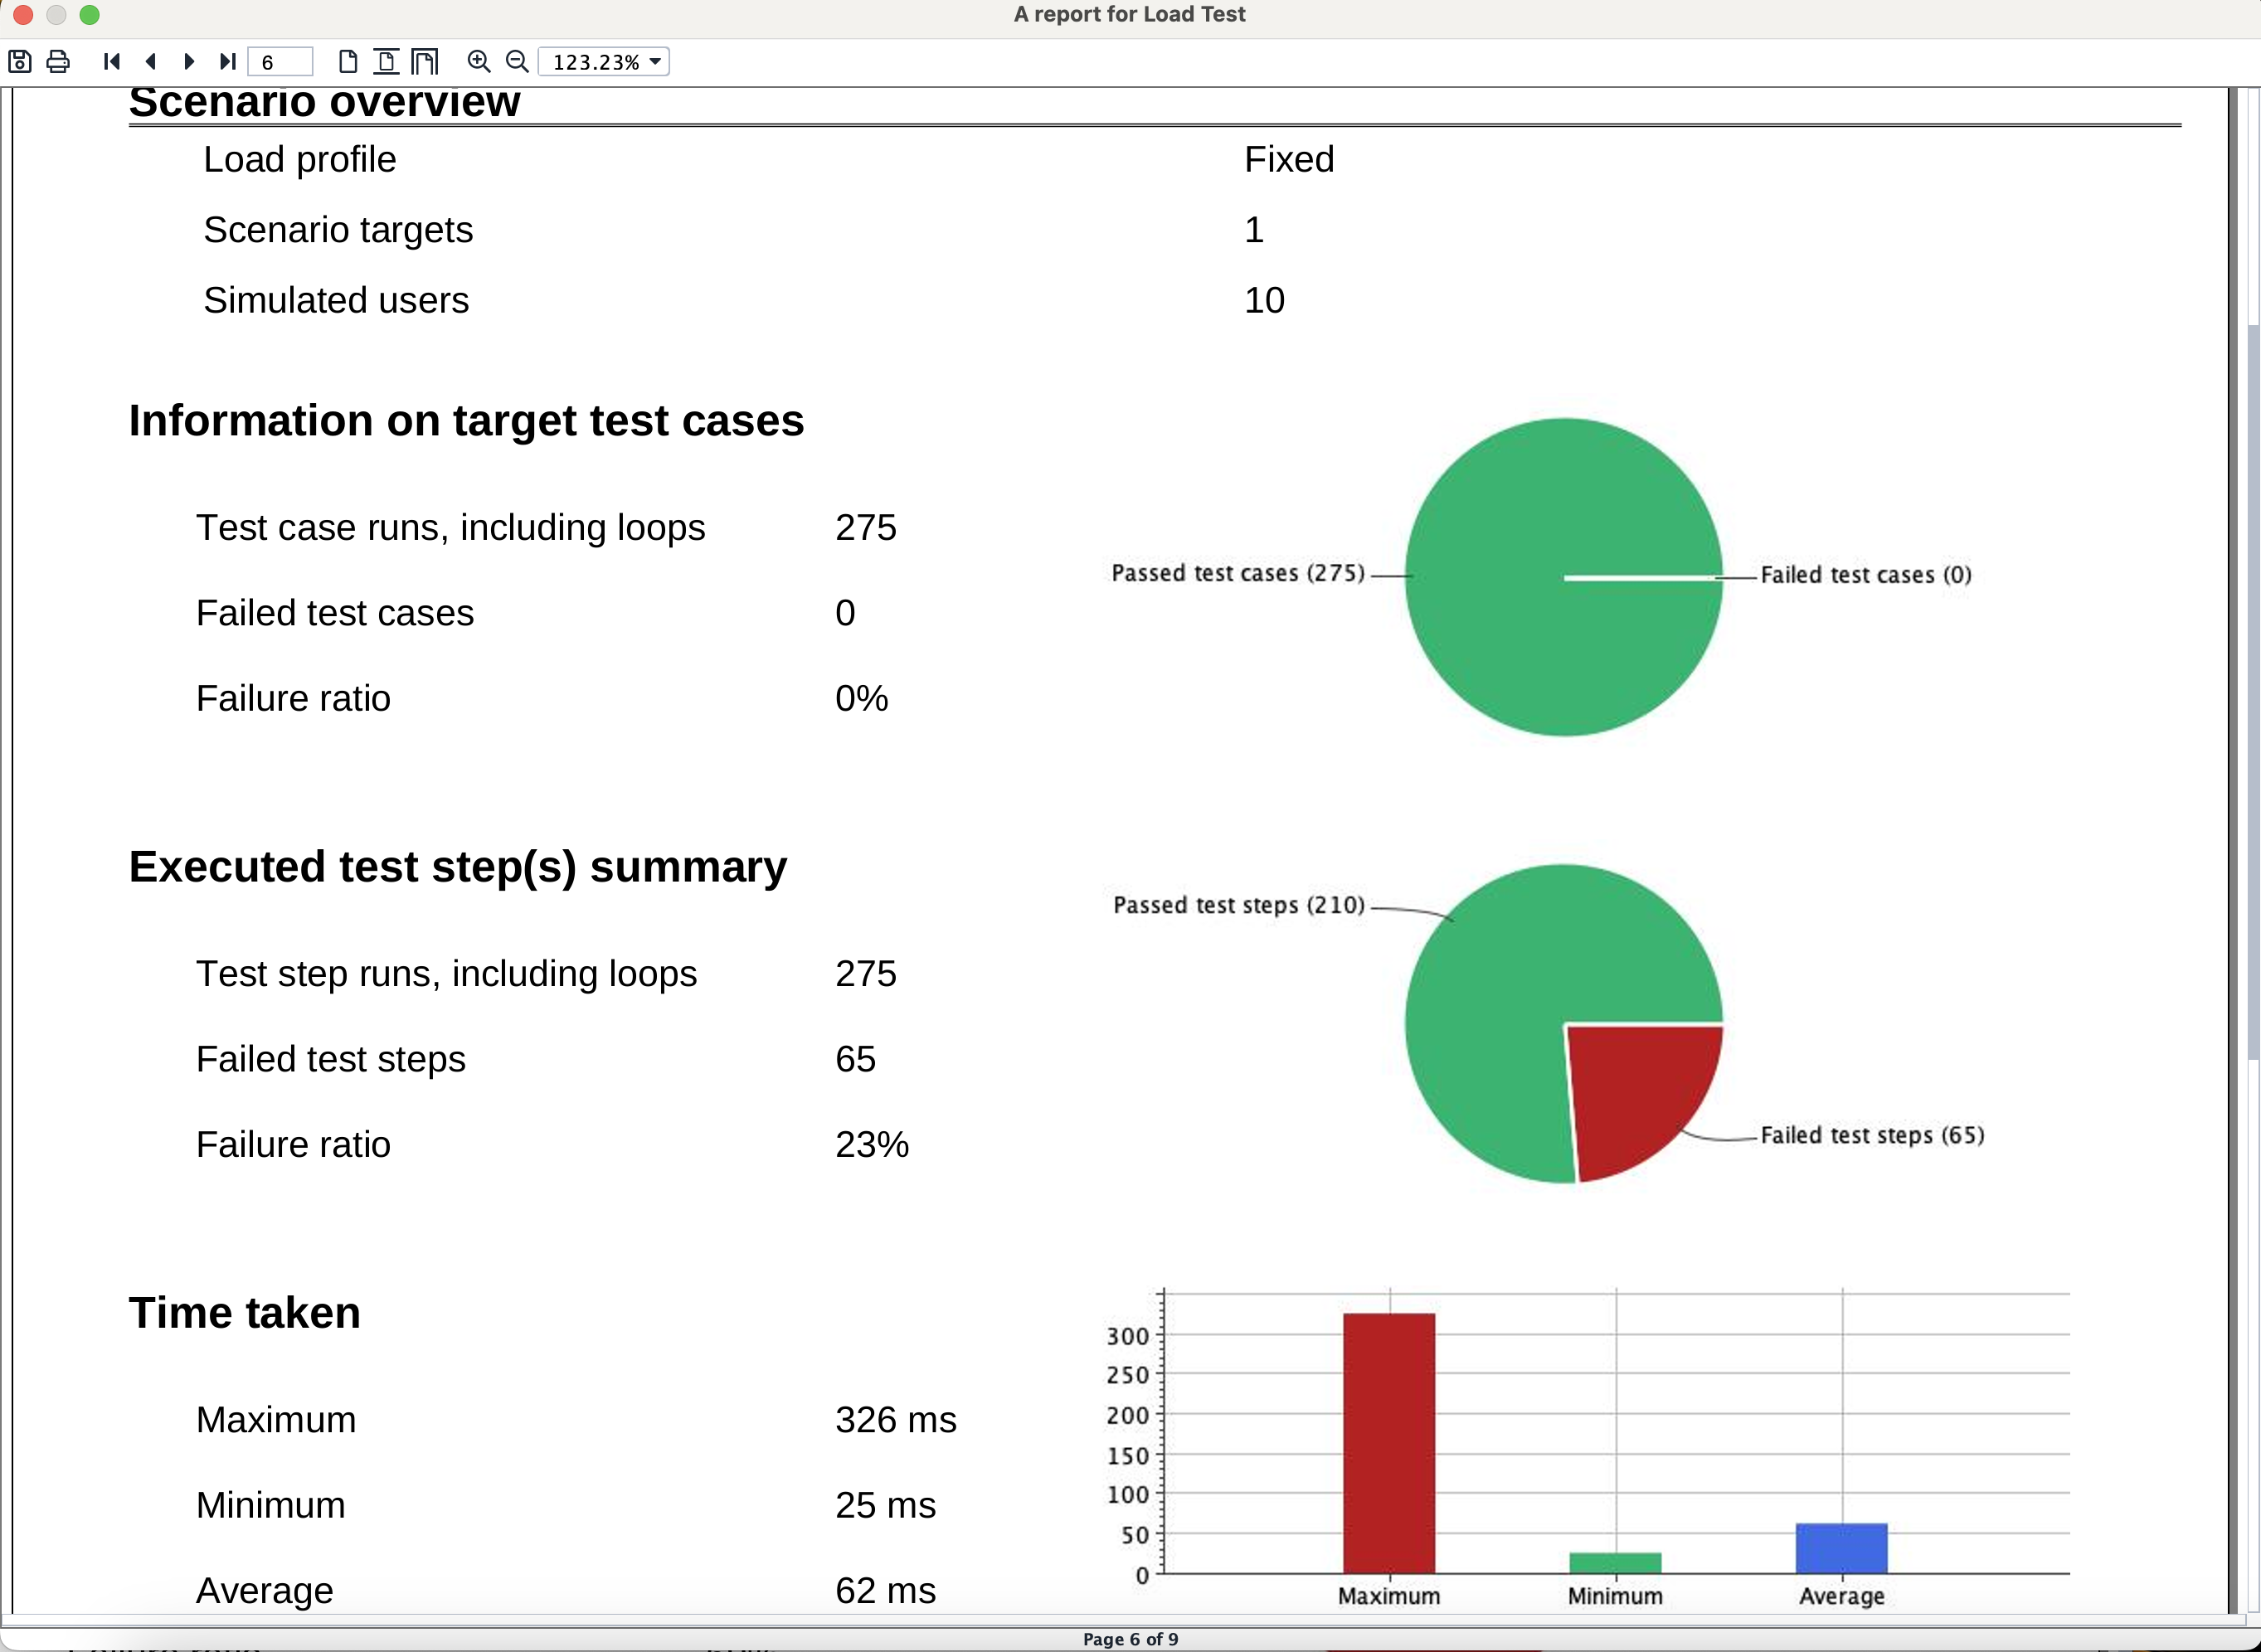 A report for Load Test
6
123.23%
Scenario overview
Load profile Fixed
Scenario targets 1
Simulated users 10
Information on target test cases
Test case runs, including loops 275
Failed test cases 0
Failure ratio 0%
Passed test cases (275)
Failed test cases (0)
Executed test step(s) summary
Test step runs, including loops 275
Failed test steps 65
Failure ratio 23%
Passed test steps (210)
Failed test steps (65)
Time taken
Maximum 326 ms
Minimum 25 ms
Average 62 ms
300
250
200
150
100
50
0
Maximum Minimum Average
Page 6 of 9